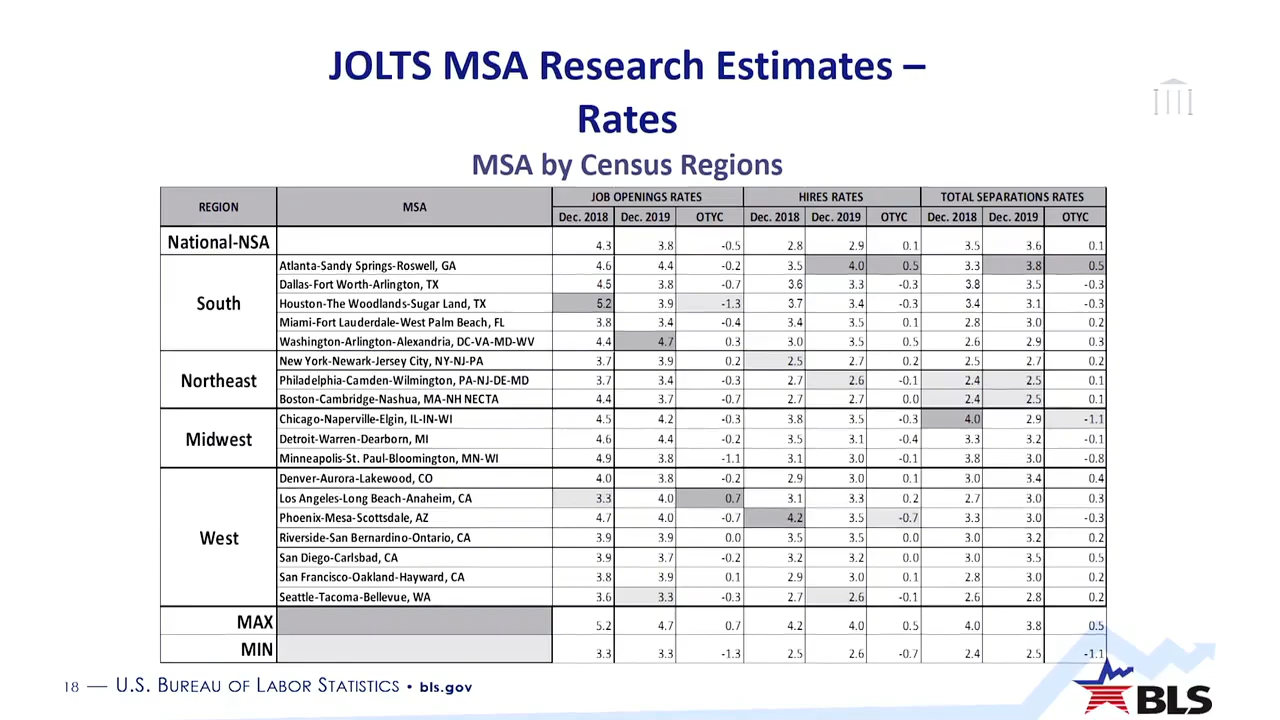 JOLTS MSA Research Estimates –
Rates
MSA by Census Regions
REGION MSA JOB OPENINGS RATES HIRES RATES TOTAL SEPARATIONS RATES
Dec. 2018 Dec. 2019 OTYC Dec. 2018 Dec. 2019 OTYC Dec. 2018 Dec. 2019 OTYC
National-NSA 4.3 3.8 -0.5 2.8 2.9 0.1 3.5 3.6 0.1
South
Atlanta-Sandy Springs-Roswell, GA 4.6 4.4 -0.2 3.5 4.0 0.5 3.3 3.8 0.5
Dallas-Fort Worth-Arlington, TX 4.5 3.8 -0.7 3.6 3.3 -0.3 3.8 3.5 -0.3
Houston-The Woodlands-Sugar Land, TX 5.2 3.9 -1.3 3.7 3.4 -0.3 3.4 3.1 -0.3
Miami-Fort Lauderdale-West Palm Beach, FL 3.8 3.4 -0.4 3.4 3.5 0.1 2.8 3.0 0.2
Washington-Arlington-Alexandria, DC-VA-MD-WV 4.4 4.7 0.3 3.0 3.5 0.5 2.6 2.9 0.3
Northeast
New York-Newark-Jersey City, NY-NJ-PA 3.7 3.9 0.2 2.5 2.7 0.2 2.5 2.7 0.2
Philadelphia-Camden-Wilmington, PA-NJ-DE-MD 3.7 3.4 -0.3 2.7 2.6 -0.1 2.4 2.5 0.1
Boston-Cambridge-Nashua, MA-NH NECTA 4.4 3.7 -0.7 2.7 2.7 0.0 2.4 2.5 0.1
Midwest
Chicago-Naperville-Elgin, IL-IN-WI 4.5 4.2 -0.3 3.8 3.5 -0.3 4.0 2.9 -1.1
Detroit-Warren-Dearborn, MI 4.6 4.4 -0.2 3.5 3.1 -0.4 3.3 3.2 -0.1
Minneapolis-St. Paul-Bloomington, MN-WI 4.9 3.8 -1.1 3.1 3.0 -0.1 3.8 3.0 -0.8
West
Denver-Aurora-Lakewood, CO 4.0 3.8 -0.2 2.9 3.0 0.1 3.0 3.4 0.4
Los Angeles-Long Beach-Anaheim, CA 3.3 4.0 0.7 3.1 3.3 0.2 2.7 3.0 0.3
Phoenix-Mesa-Scottsdale, AZ 4.7 4.0 -0.7 4.2 3.5 -0.7 3.3 3.0 -0.3
Riverside-San Bernardino-Ontario, CA 3.9 3.9 0.0 3.5 3.5 0.0 3.0 3.2 0.2
San Diego-Carlsbad, CA 3.9 3.7 -0.2 3.2 3.2 0.0 3.0 3.5 0.5
San Francisco-Oakland-Hayward, CA 3.8 3.9 0.1 2.9 3.0 0.1 2.8 3.0 0.2
Seattle-Tacoma-Bellevue, WA 3.6 3.3 -0.3 2.7 2.6 -0.1 2.6 2.8 0.2
MAX 5.2 4.7 0.7 4.2 4.0 0.5 4.0 3.8 0.5
MIN 3.3 3.3 -1.3 2.5 2.6 -0.7 2.4 2.5 -1.1
18 — U.S. BUREAU OF LABOR STATISTICS • bls.gov
BLS